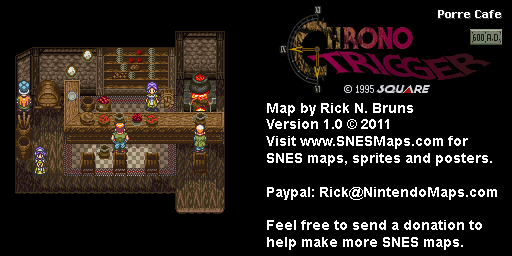 Porre Cafe
600 A.D.
CHRONO
TRIGGER
© 1995 SQUARE
Map by Rick N. Bruns
Version 1.0 © 2011
Visit www.SNESMaps.com for
SNES maps, sprites and posters.
Paypal: Rick@NintendoMaps.com
Feel free to send a donation to
help make more SNES maps.